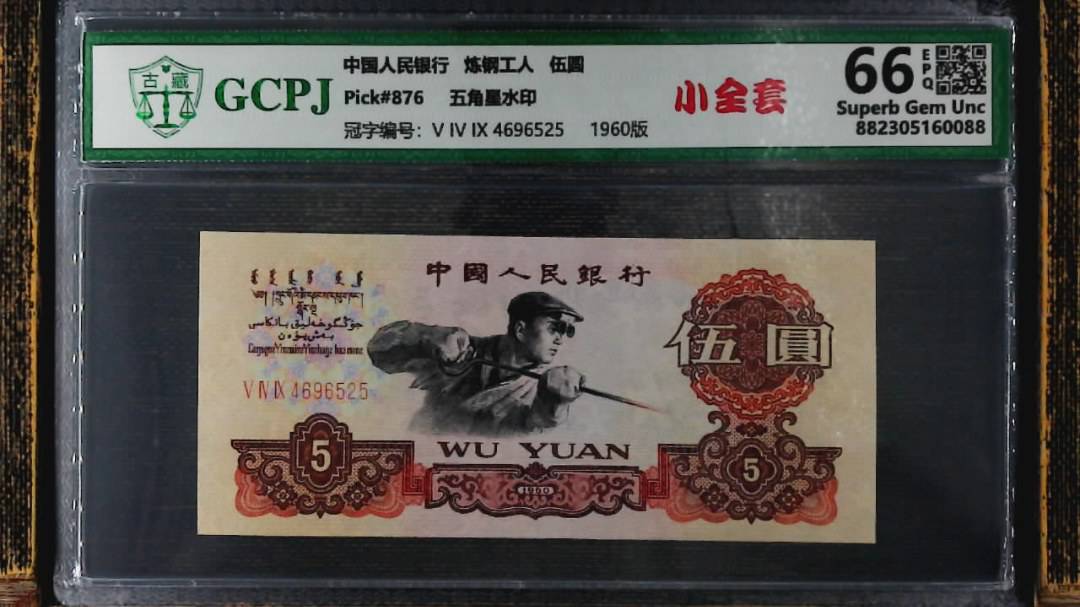 古藏
GCPJ
中国人民银行 炼钢工人 伍圆
Pick#876 五角星水印
冠字编号：V IV IX 4696525 1960版
小全套
66 EPQ
Superb Gem Unc
882305160088
中國人民銀行
伍圓
V IV IX 4696525
5
WU YUAN
1960
5